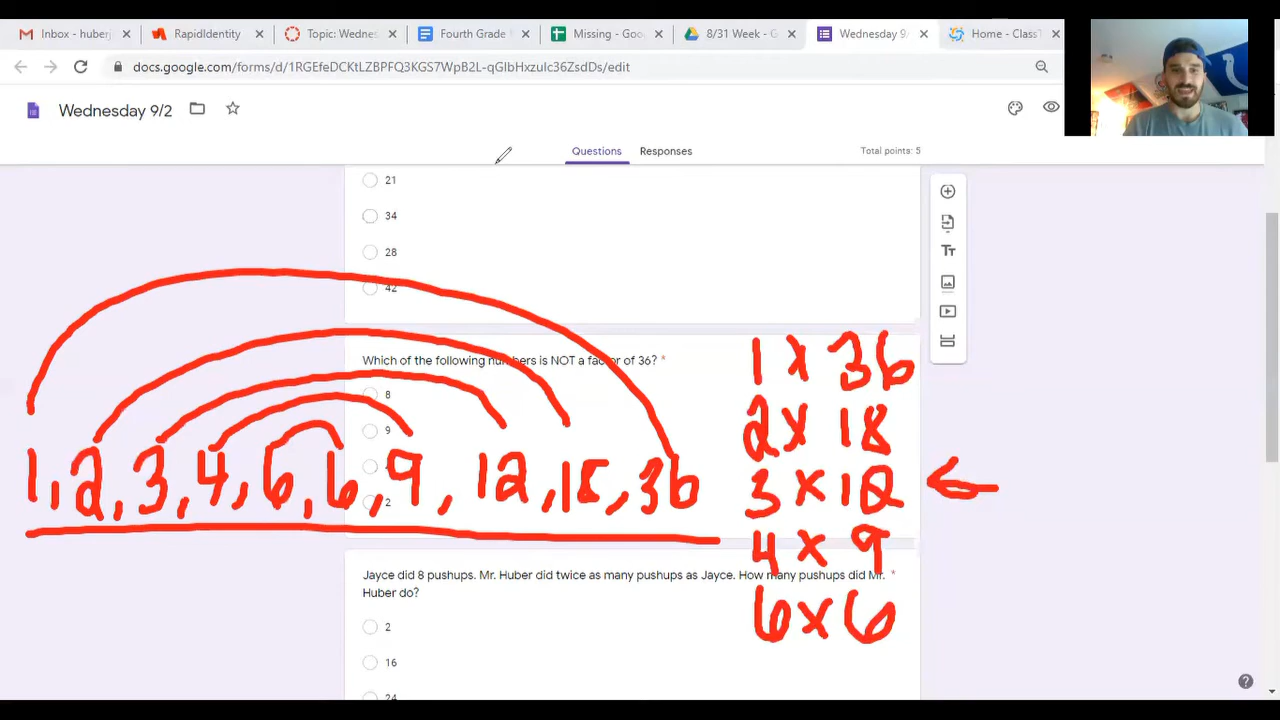 Inbox - huber
RapidIdentity
Topic: Wednes
Fourth Grade
Missing - Goo
8/31 Week - G
Wednesday 9/
Home - ClassT
docs.google.com/forms/d/1RGEfeDCKtLZBPFQ3KGS7WpB2L-qGlbHxzuIc36ZsdDs/edit
Wednesday 9/2
Questions
Responses
Total points: 5
21
34
28
42
Which of the following numbers is NOT a factor of 36? *
8
9
2
1, 2, 3, 4, 6, 6, 9, 12, 18, 36
1 x 36
2 x 18
3 x 12
4 x 9
6 x 6
Jayce did 8 pushups. Mr. Huber did twice as many pushups as Jayce. How many pushups did Mr. *
Huber do?
2
16
24